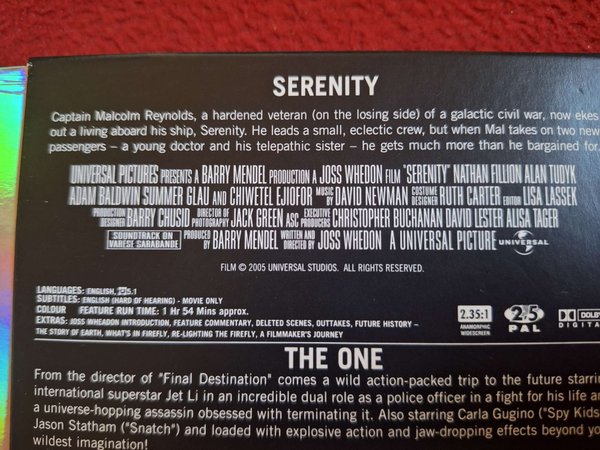 SERENITY
Captain Malcolm Reynolds, a hardened veteran (on the losing side) of a galactic civil war, now ekes
out a living aboard his ship, Serenity. He leads a small, eclectic crew, but when Mal takes on two new
passengers – a young doctor and his telepathic sister – he gets much more than he bargained for.
UNIVERSAL PICTURES PRESENTS A BARRY MENDEL PRODUCTION A JOSS WHEDON FILM "SERENITY" NATHAN FILLION ALAN TUDYK
ADAM BALDWIN SUMMER GLAU AND CHIWETEL EJIOFOR MUSIC BY DAVID NEWMAN COSTUME DESIGNER RUTH CARTER EDITOR LISA LASSEK
PRODUCTION DESIGNER BARRY CHUSID DIRECTOR OF PHOTOGRAPHY JACK GREEN ASC EXECUTIVE PRODUCERS CHRISTOPHER BUCHANAN DAVID LESTER ALISA TAGER
SOUNDTRACK ON VARESE SARABANDE PRODUCED BY BARRY MENDEL WRITTEN AND DIRECTED BY JOSS WHEDON A UNIVERSAL PICTURE UNIVERSAL
FILM © 2005 UNIVERSAL STUDIOS. ALL RIGHTS RESERVED.
LANGUAGES: ENGLISH, 5.1
SUBTITLES: ENGLISH (HARD OF HEARING) - MOVIE ONLY
COLOUR FEATURE RUN TIME: 1 Hr 54 Mins approx.
EXTRAS: JOSS WHEADON INTRODUCTION, FEATURE COMMENTARY, DELETED SCENES, OUTTAKES, FUTURE HISTORY –
THE STORY OF EARTH, WHAT'S IN FIREFLY, RE-LIGHTING THE FIREFLY, A FILMMAKER'S JOURNEY
2.35:1
ANAMORPHIC
WIDESCREEN
2 5
PAL
DOLBY
DIGITA
THE ONE
From the director of "Final Destination" comes a wild action-packed trip to the future starrin
international superstar Jet Li in an incredible dual role as a police officer in a fight for his life an
a universe-hopping assassin obsessed with terminating it. Also starring Carla Gugino ("Spy Kids
Jason Statham ("Snatch") and loaded with explosive action and jaw-dropping effects beyond you
wildest imagination!